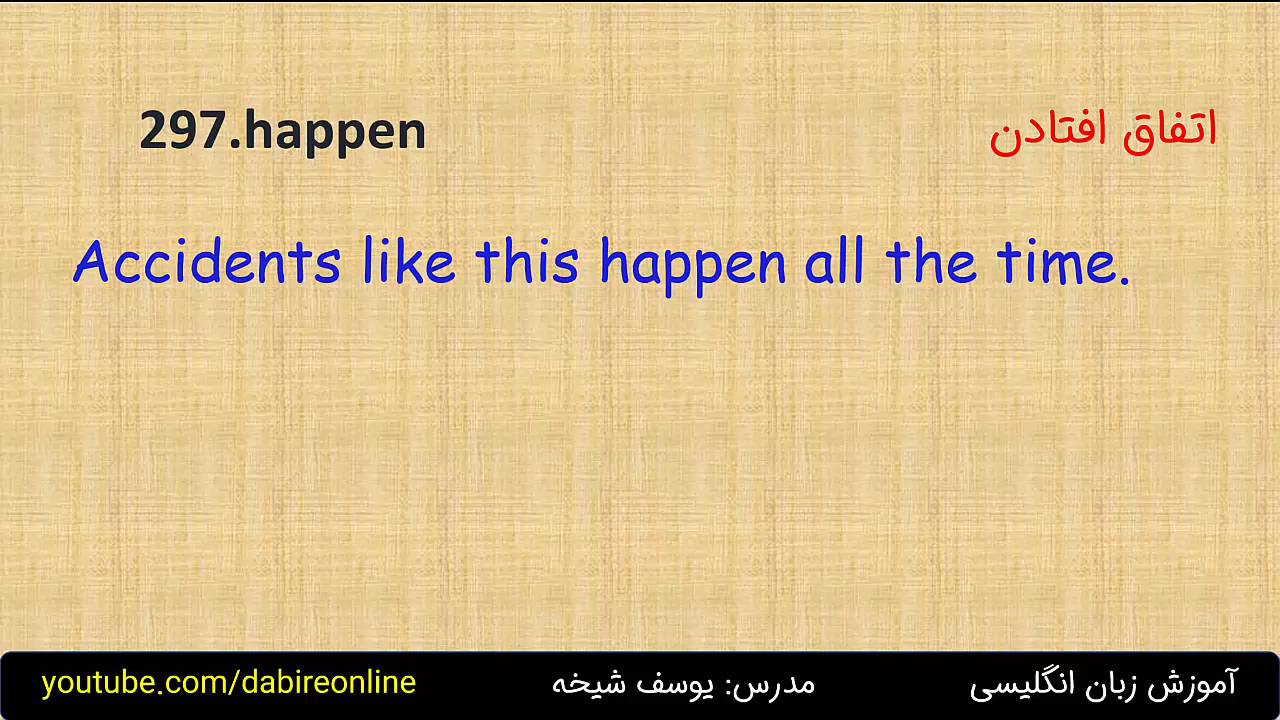 297.happen اتفاق افتادن
Accidents like this happen all the time.
youtube.com/dabireonline مدرس: یوسف شیخه آموزش زبان انگلیسی